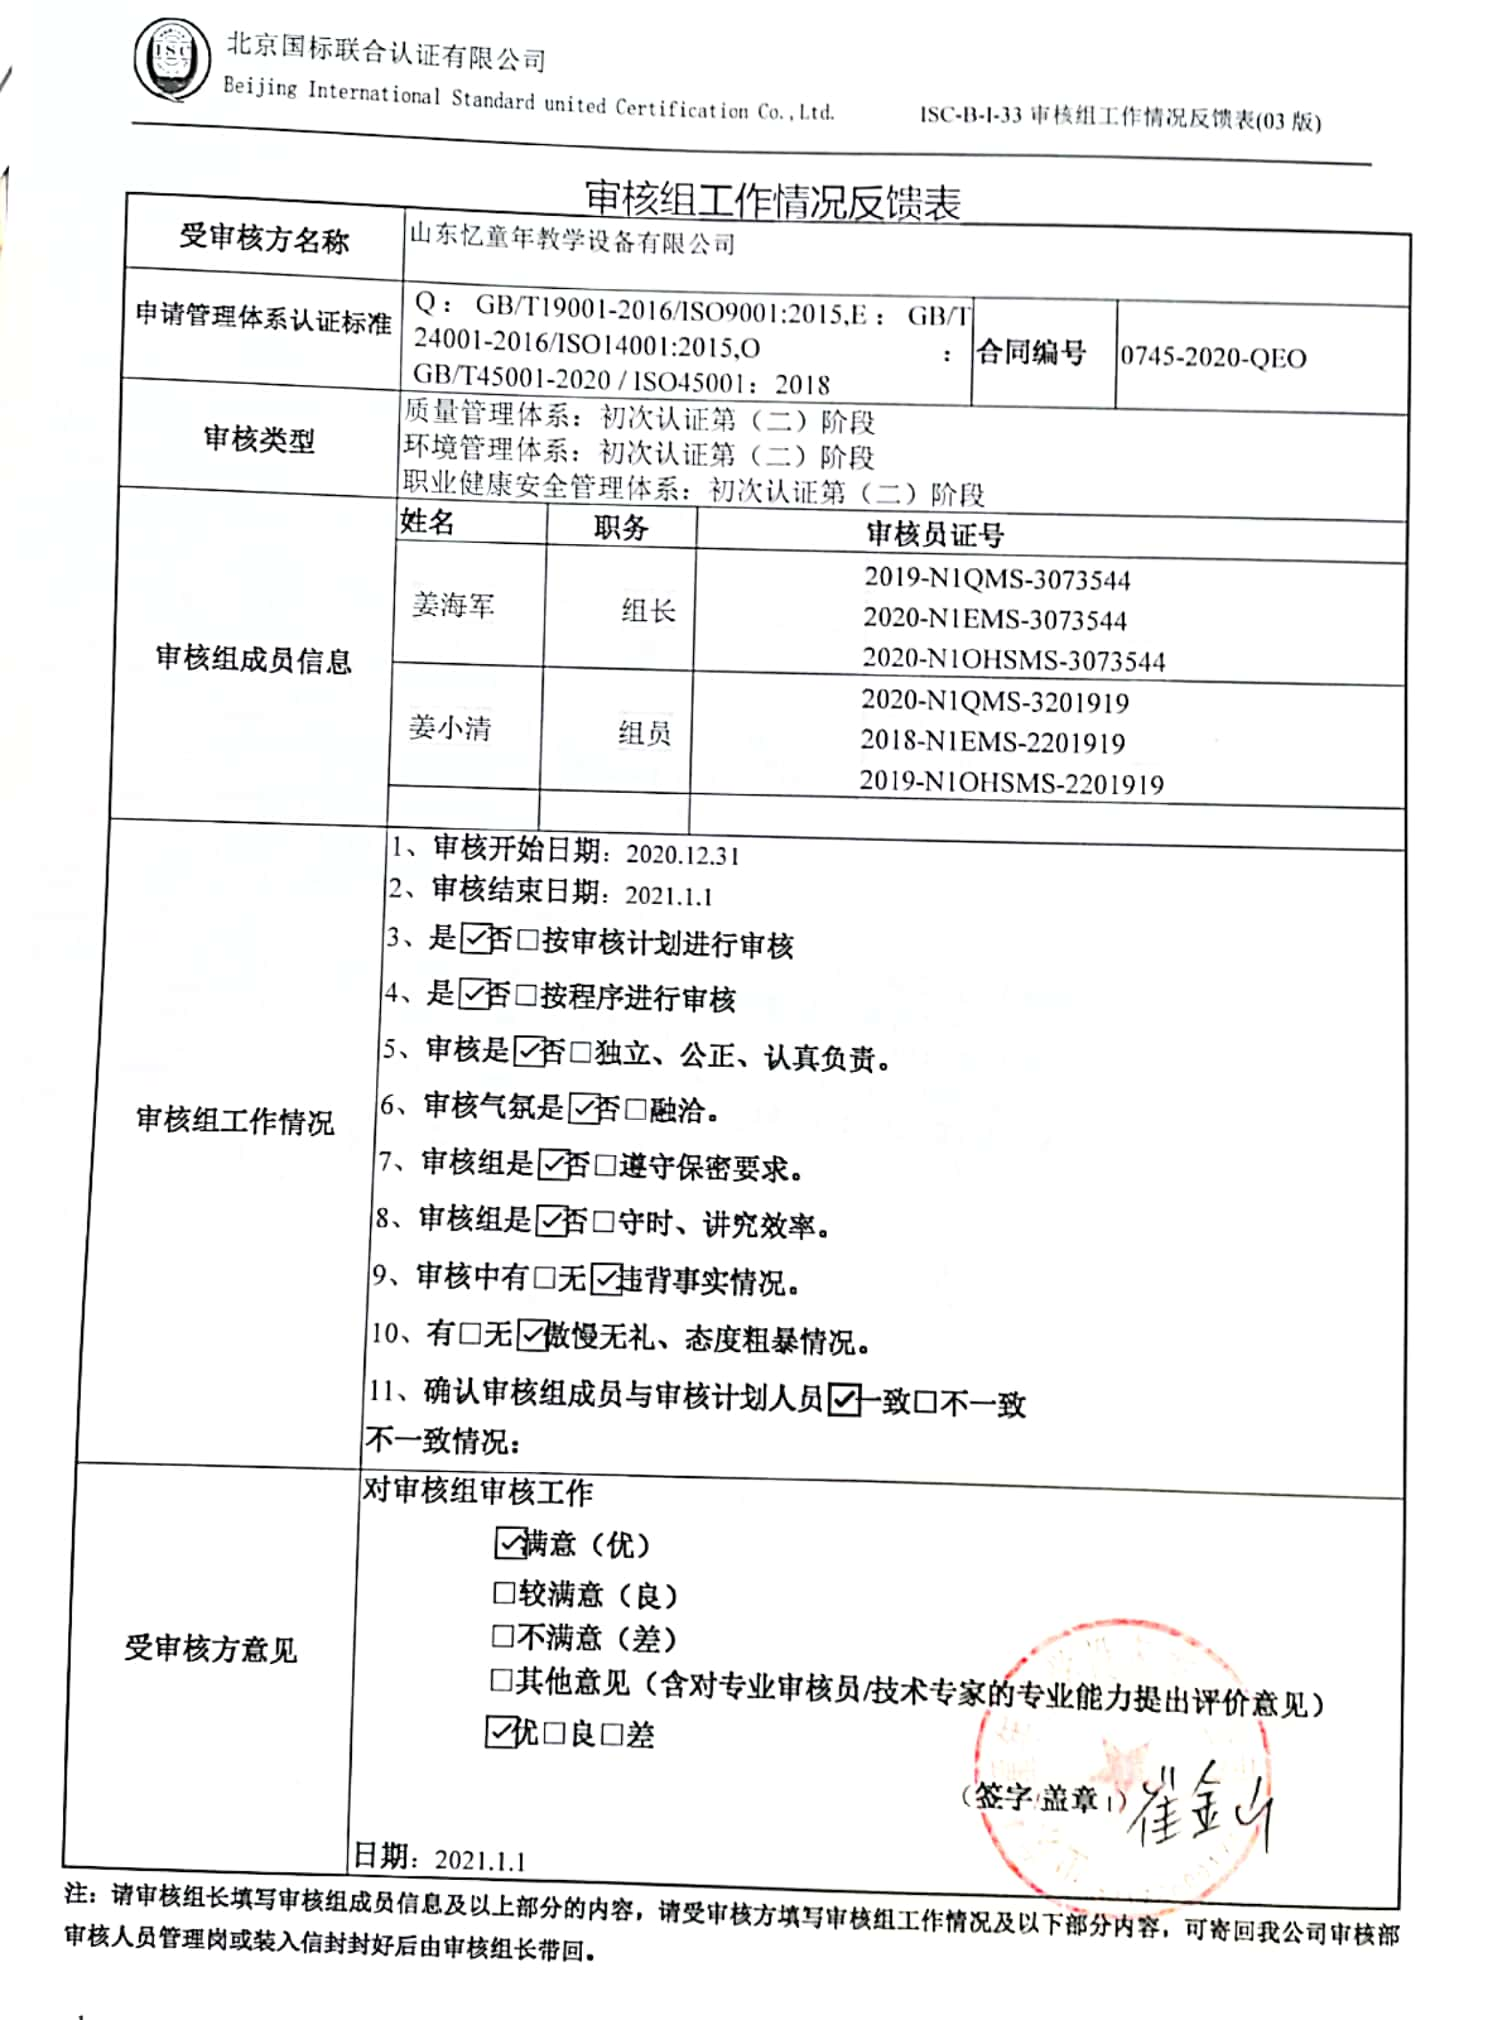 ISC
北京国标联合认证有限公司
Beijing International Standard united Certification Co.,Ltd.
ISC-B-I-33 审核组工作情况反馈表(03 版)
审核组工作情况反馈表
受审核方名称
山东忆童年教学设备有限公司
申请管理体系认证标准
Q： GB/T19001-2016/ISO9001:2015,E： GB/T
24001-2016/ISO14001:2015,O ：
GB/T45001-2020 / ISO45001：2018
合同编号
0745-2020-QEO
审核类型
质量管理体系：初次认证第（二）阶段
环境管理体系：初次认证第（二）阶段
职业健康安全管理体系：初次认证第（二）阶段
审核组成员信息
姓名 职务 审核员证号
姜海军 组长
2019-N1QMS-3073544
2020-N1EMS-3073544
2020-N1OHSMS-3073544
姜小清 组员
2020-N1QMS-3201919
2018-N1EMS-2201919
2019-N1OHSMS-2201919
审核组工作情况
1、审核开始日期：2020.12.31
2、审核结束日期：2021.1.1
3、是☑否□按审核计划进行审核
4、是☑否□按程序进行审核
5、审核是☑否□独立、公正、认真负责。
6、审核气氛是☑否□融洽。
7、审核组是☑否□遵守保密要求。
8、审核组是☑否□守时、讲究效率。
9、审核中有□无☑违背事实情况。
10、有□无☑傲慢无礼、态度粗暴情况。
11、确认审核组成员与审核计划人员☑一致□不一致
不一致情况：
受审核方意见
对审核组审核工作
☑满意（优）
□较满意（良）
□不满意（差）
□其他意见（含对专业审核员/技术专家的专业能力提出评价意见）
☑优□良□差
（签字/盖章）崔金山
日期：2021.1.1
注：请审核组长填写审核组成员信息及以上部分的内容，请受审核方填写审核组工作情况及以下部分内容，可寄回我公司审核部
审核人员管理岗或装入信封封好后由审核组长带回。